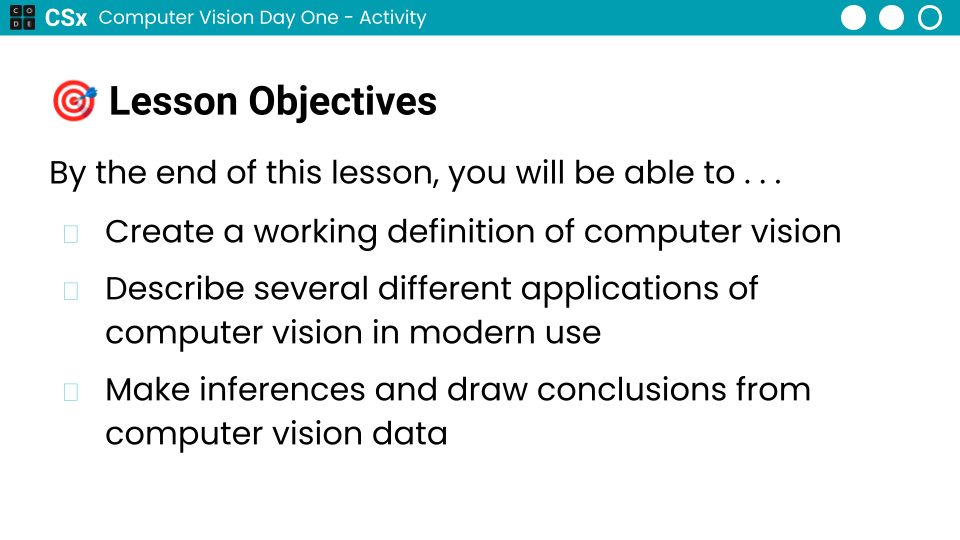 C O
D E
CSx Computer Vision Day One - Activity
Lesson Objectives
By the end of this lesson, you will be able to . . .
Create a working definition of computer vision
Describe several different applications of
computer vision in modern use
Make inferences and draw conclusions from
computer vision data